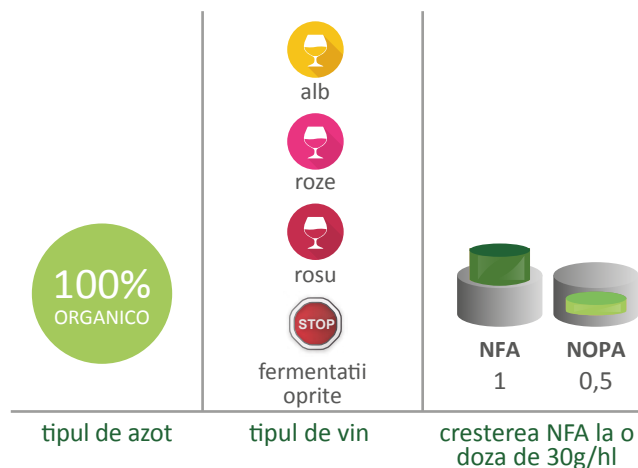 100%
ORGANICO
tipul de azot
alb
roze
rosu
STOP
fermentatii
oprite
tipul de vin
NFA
1
NOPA
0,5
cresterea NFA la o
doza de 30g/hl